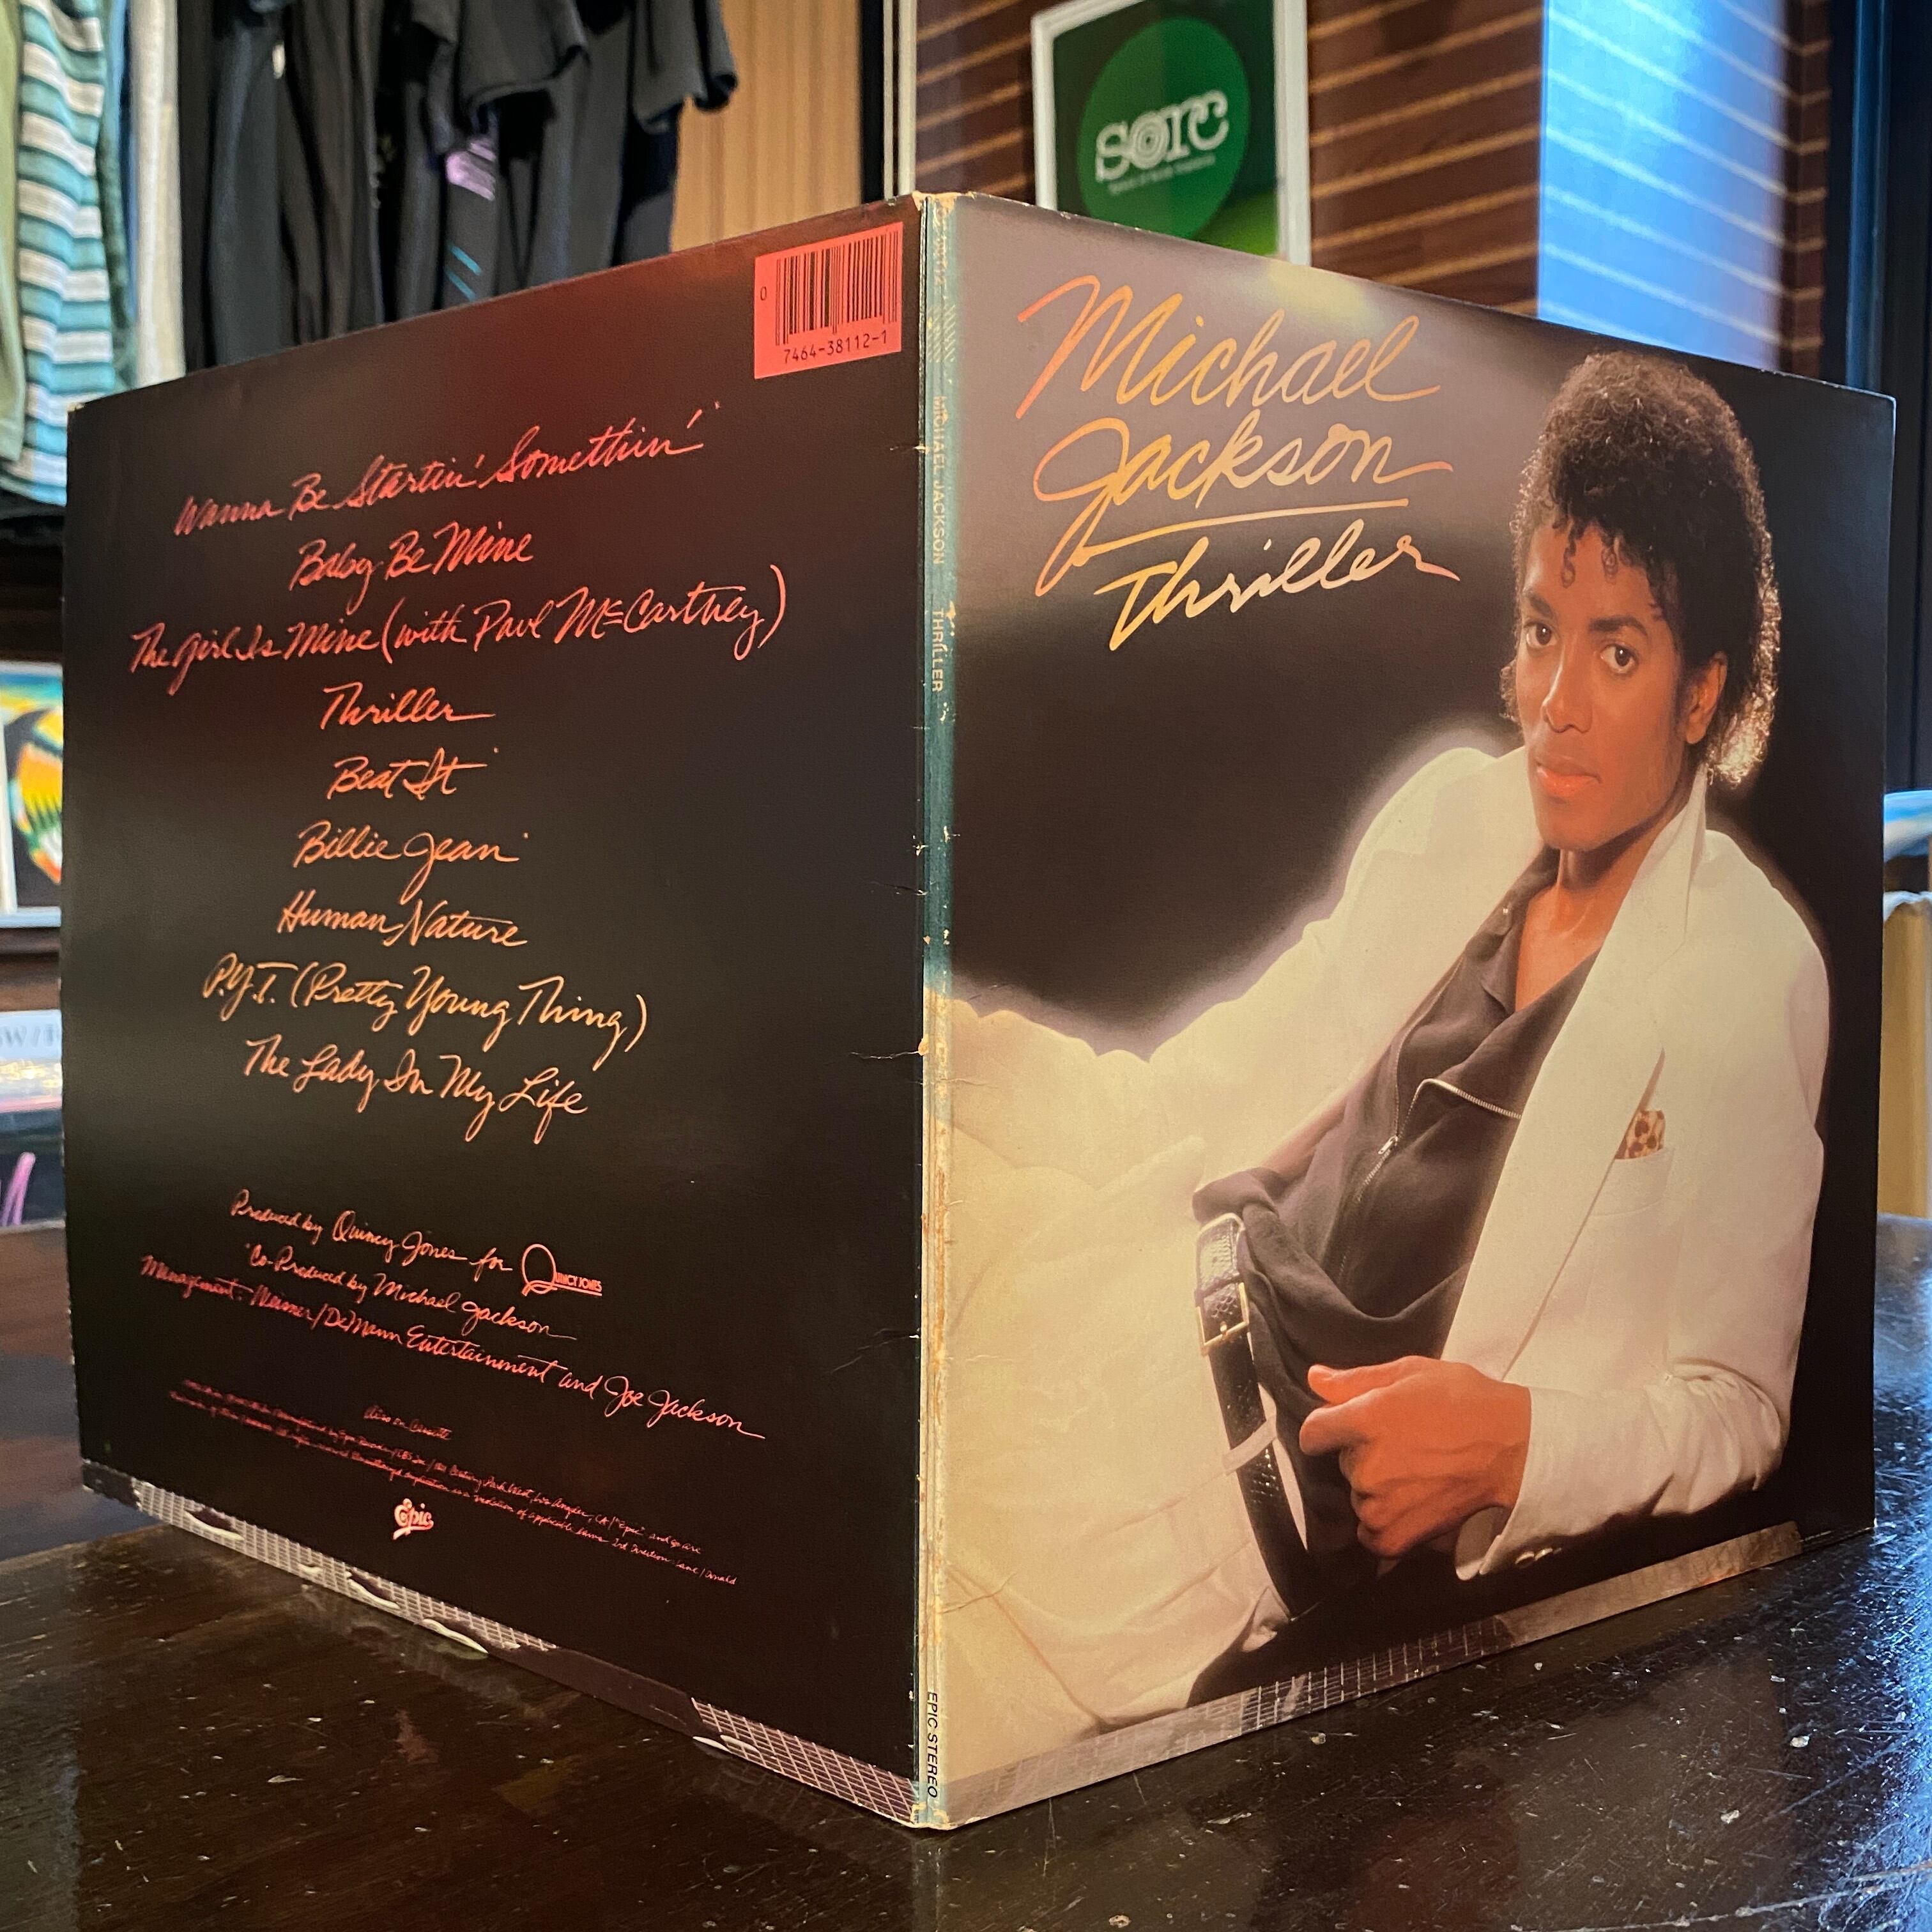 SORC
0
7464-38112-1
Wanna Be Startin' Somethin'*
Baby Be Mine
The Girl Is Mine (with Paul McCartney)
Thriller
Beat It*
Billie Jean*
Human Nature
P.Y.T. (Pretty Young Thing)
The Lady In My Life
Produced by Quincy Jones for QUINCY JONES
*Co-Produced by Michael Jackson
Management: Weisner/DeMann Entertainment and Joe Jackson
Also on Cassette
Epic
MICHAEL JACKSON THRILLER
EPIC STEREO
Michael
Jackson
Thriller